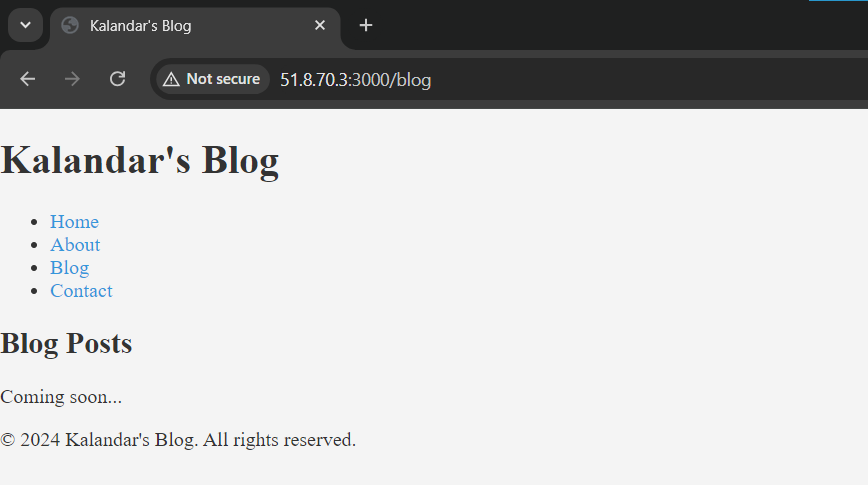 Kalandar's Blog
Not secure 51.8.70.3:3000/blog
Kalandar's Blog
Home
About
Blog
Contact
Blog Posts
Coming soon...
© 2024 Kalandar's Blog. All rights reserved.